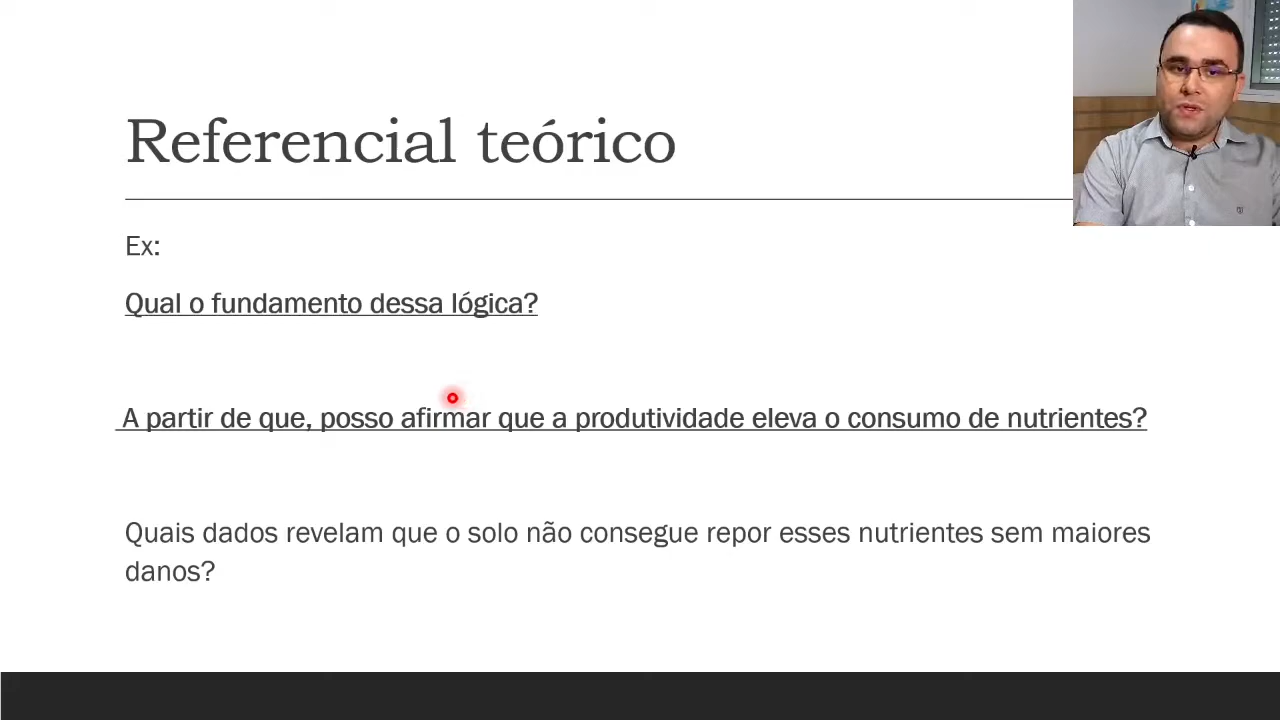 Referencial teórico
Ex:
Qual o fundamento dessa lógica?
A partir de que, posso afirmar que a produtividade eleva o consumo de nutrientes?
Quais dados revelam que o solo não consegue repor esses nutrientes sem maiores
danos?